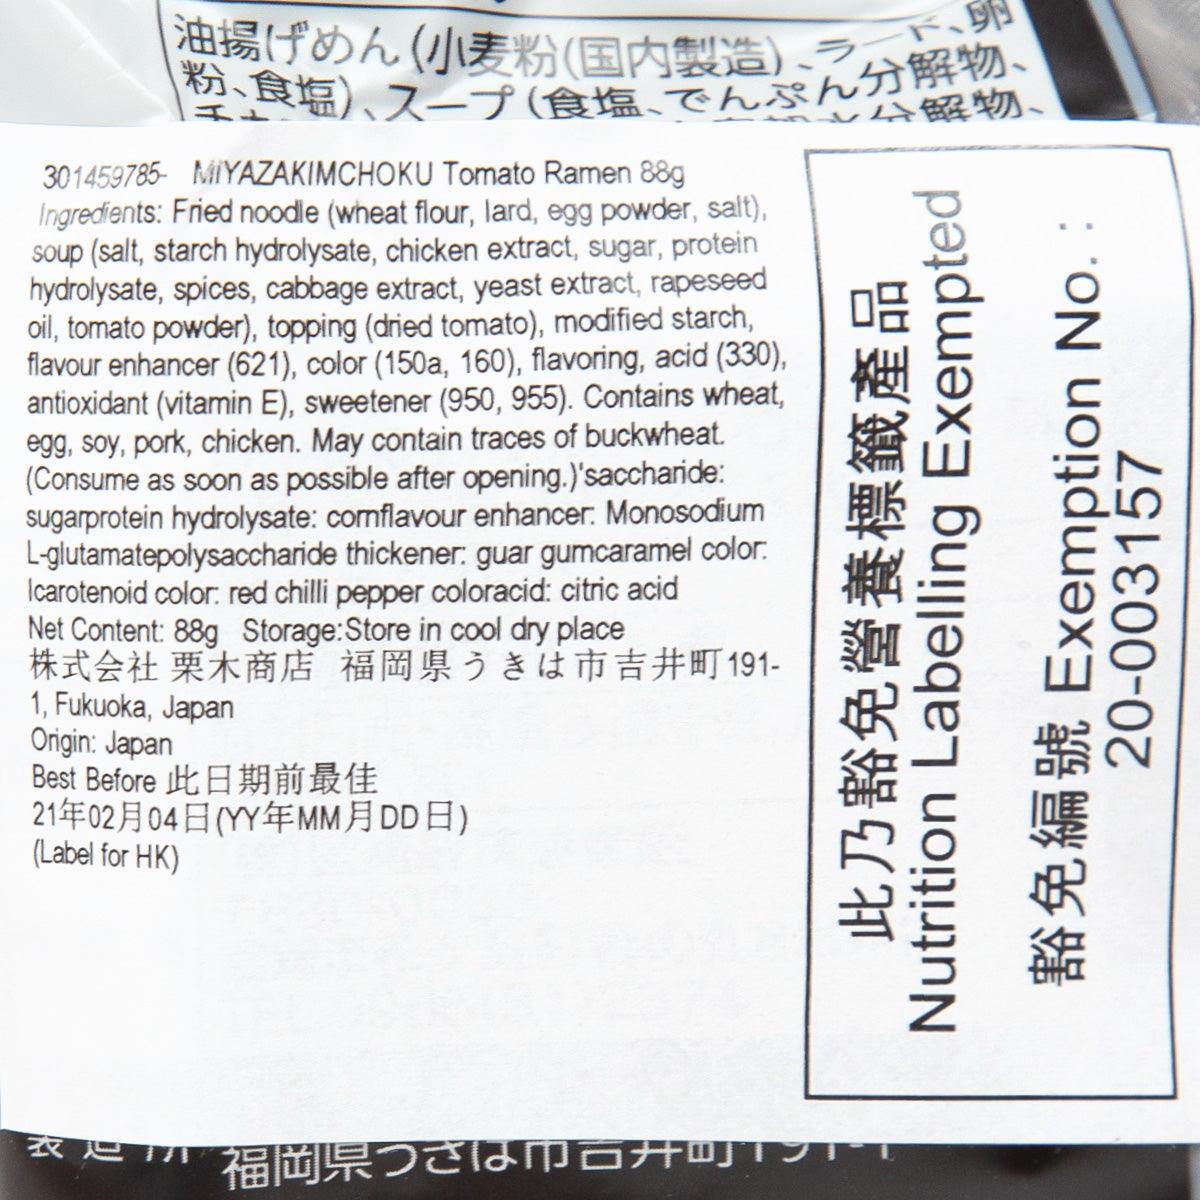 油揚げめん(小麦粉(国内製造)、ラード、卵
粉、食塩)、スープ(食塩、でんぷん分解物、
301459785- MIYAZAKIMCHOKU Tomato Ramen 88g
Ingredients: Fried noodle (wheat flour, lard, egg powder, salt),
soup (salt, starch hydrolysate, chicken extract, sugar, protein
hydrolysate, spices, cabbage extract, yeast extract, rapeseed
oil, tomato powder), topping (dried tomato), modified starch,
flavour enhancer (621), color (150a, 160), flavoring, acid (330),
antioxidant (vitamin E), sweetener (950, 955). Contains wheat,
egg, soy, pork, chicken. May contain traces of buckwheat.
(Consume as soon as possible after opening.)'saccharide:
sugarprotein hydrolysate: cornflavour enhancer: Monosodium
L-glutamatepolysaccharide thickener: guar gumcaramel color:
Icarotenoid color: red chilli pepper coloracid: citric acid
Net Content: 88g Storage:Store in cool dry place
株式会社 栗木商店 福岡県うきは市吉井町191-
1, Fukuoka, Japan
Origin: Japan
Best Before 此日期前最佳
21年02月04日(YY年MM月DD日)
(Label for HK)
此乃豁免營養標籤產品
Nutrition Labelling Exempted
豁免編號 Exemption No. :
20-003157
製造所 福岡県うきは市吉井町191-1